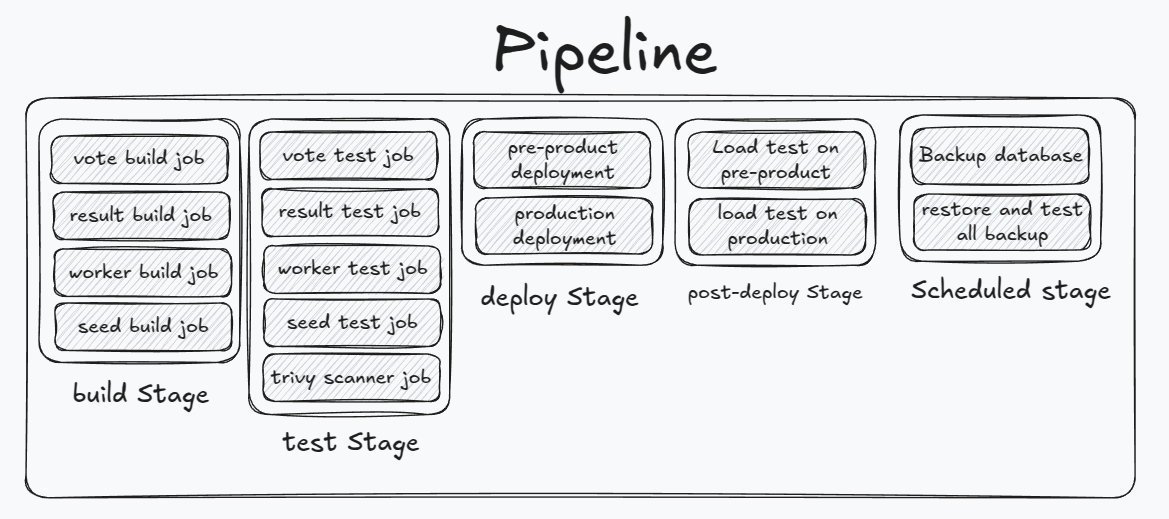 Pipeline
vote build job
result build job
worker build job
seed build job
build Stage
vote test job
result test job
worker test job
seed test job
trivy scanner job
test Stage
pre-product
deployment
production
deployment
deploy Stage
Load test on
pre-product
load test on
production
post-deploy Stage
Backup database
restore and test
all backup
Scheduled stage